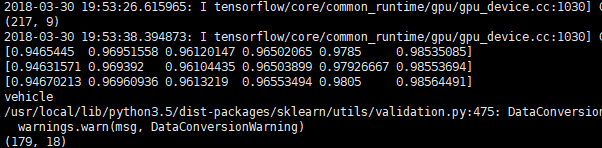 2018-03-30 19:53:26.615965: I tensorflow/core/common_runtime/gpu/gpu_device.cc:1030] C
(217, 9)
2018-03-30 19:53:38.394873: I tensorflow/core/common_runtime/gpu/gpu_device.cc:1030] C
[0.9465445  0.96951558 0.96120147 0.96502065 0.9785     0.98535085]
[0.94631571 0.969392   0.96104435 0.96503899 0.97926667 0.98553694]
[0.94670213 0.96960936 0.9613219  0.96553494 0.9805     0.98564491]
vehicle
/usr/local/lib/python3.5/dist-packages/sklearn/utils/validation.py:475: DataConversion
  warnings.warn(msg, DataConversionWarning)
(179, 18)